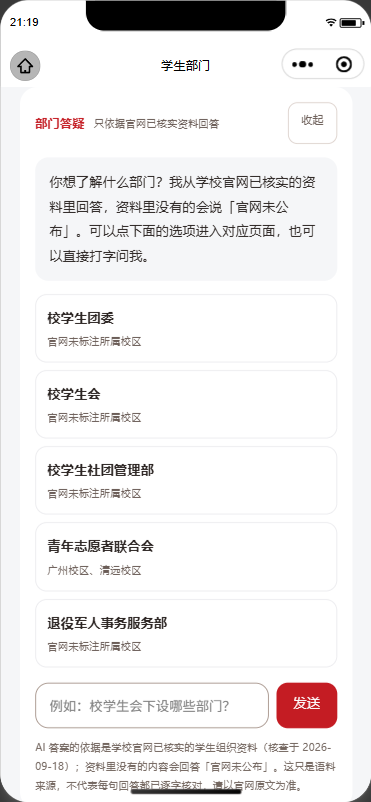 21:19
学生部门
部门答疑 只依据官网已核实资料回答
收起
你想了解什么部门？我从学校官网已核实的资
料里回答，资料里没有的会说「官网未公
布」。可以点下面的选项进入对应页面，也可
以直接打字问我。
校学生团委
官网未标注所属校区
校学生会
官网未标注所属校区
校学生社团管理部
官网未标注所属校区
青年志愿者联合会
广州校区、清远校区
退役军人事务服务部
官网未标注所属校区
例如：校学生会下设哪些部门？
发送
AI 答案的依据是学校官网已核实的学生组织资料（核查于 2026-
09-18）；资料里没有的内容会回答「官网未公布」。这只是语料
来源，不代表每句回答都已逐字核对，请以官网原文为准。